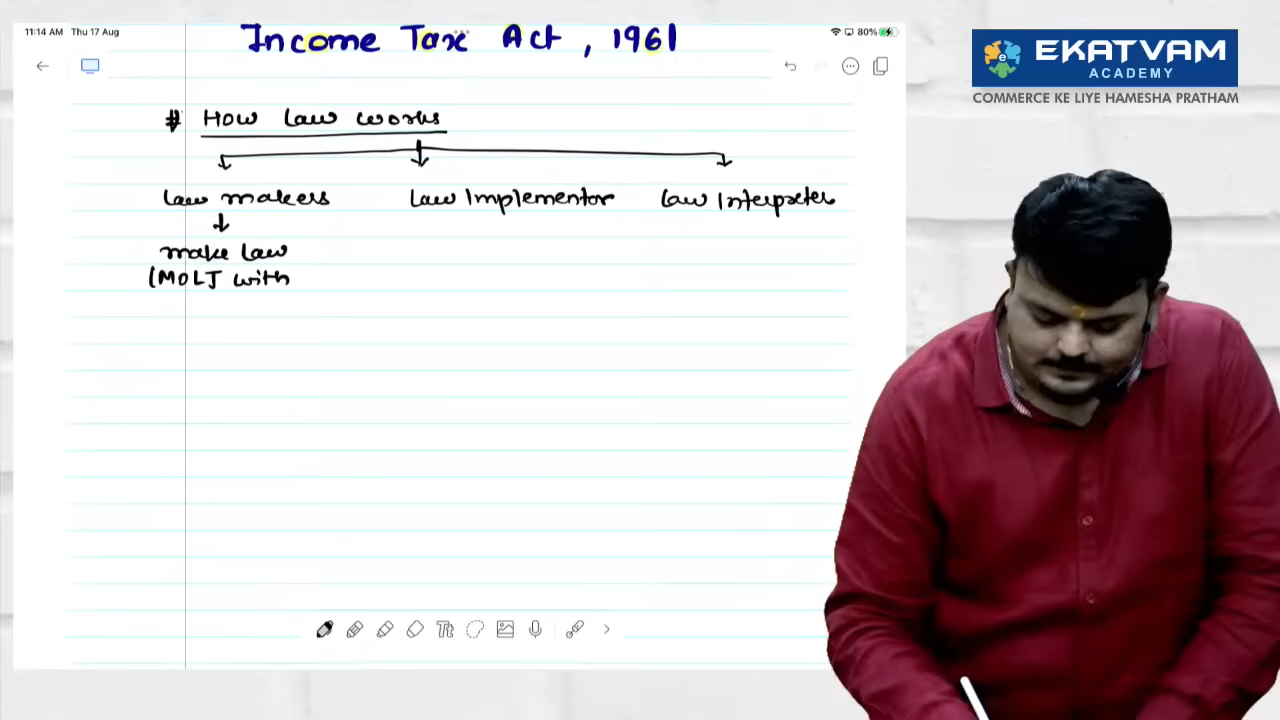 11:14 AM Thu 17 Aug
80%
Income Tax Act, 1961
EKATVAM
ACADEMY
COMMERCE KE LIYE HAMESHA PRATHAM
# How Law works
Law makers Law Implementor Law Interpreter
make Law
(MOLJ with
Tt